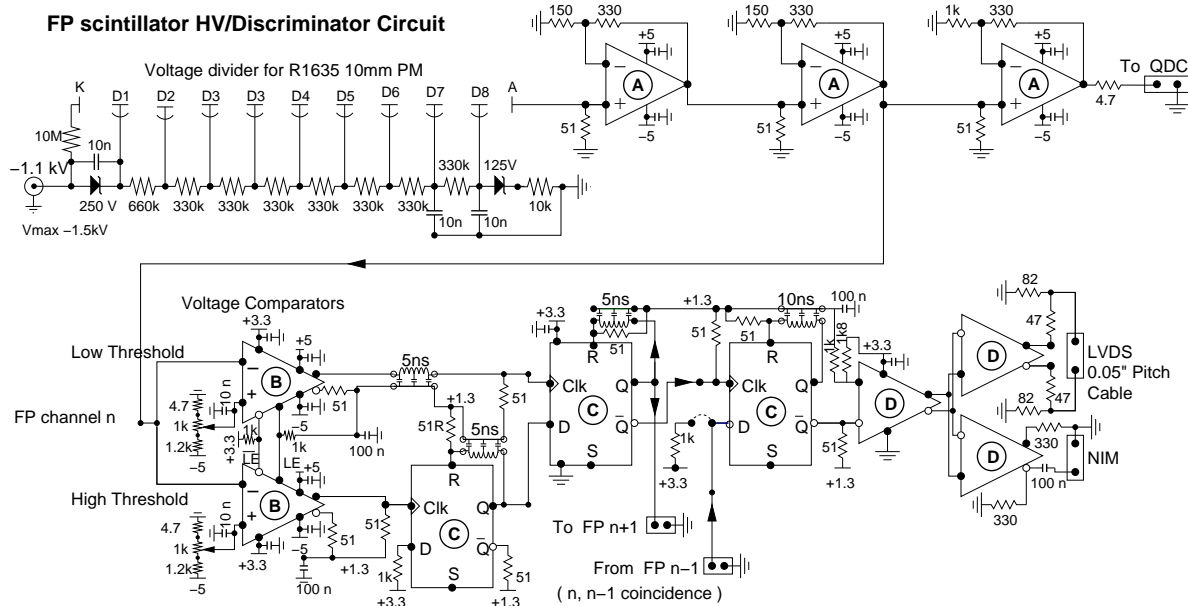 FP scintillator HV/Discriminator Circuit
Voltage divider for R1635 10mm PM
K D1 D2 D3 D3 D4 D5 D6 D7 D8 A
10M
10n
−1.1 kV
330k
125V
250 V
660k 330k 330k 330k 330k 330k 330k
10n 10n
10k
Vmax −1.5kV
150 330
+5
−
A
+
−5
51
150 330
+5
−
A
+
−5
51
1k 330
+5
−
A
+
−5
51
4.7
To QDC
Voltage Comparators
+3.3
+5
Low Threshold
−
B
+
−5
10 n
4.7
1k
1.2k
−5
FP channel n
51
5ns
+3.3
1k
LE
1k
LE
100 n
+1.3
51R
5ns
51
High Threshold
+5
−
B
+
−5
+3.3
10 n
4.7
1k
1.2k
−5
51
+1.3
100 n
51
R
Clk Q
C
D Q
S
1k
+3.3
51
+1.3
+3.3
5ns
51
R
Clk Q
C
D Q
S
+1.3
51
10ns
51
R
Clk Q
C
D Q
S
1k
+3.3
To FP n+1
From FP n−1
( n, n−1 coincidence )
100 n
1k
1k8
+3.3
D
51
+1.3
82
47
D
47
82
LVDS
0.05" Pitch
Cable
D
330
NIM
100 n
330